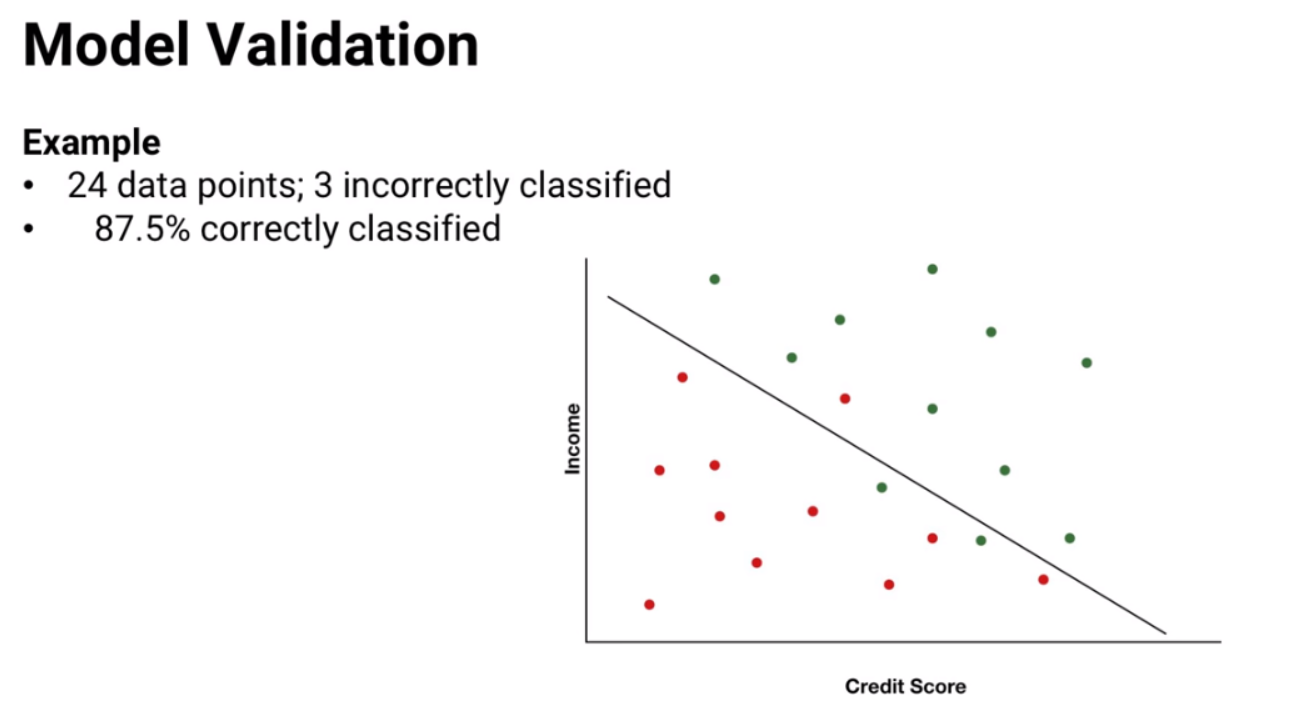 Model Validation
Example
• 24 data points; 3 incorrectly classified
• 87.5% correctly classified
Income
Credit Score